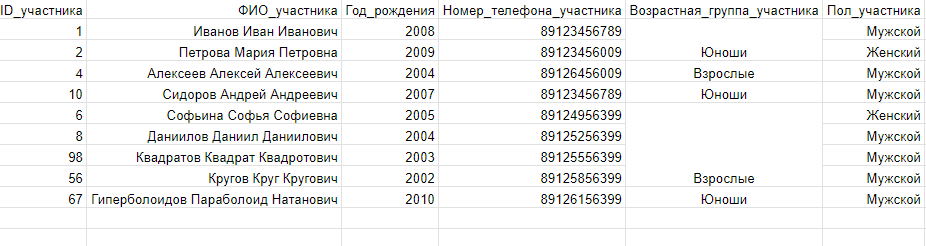 ID_участника ФИО_участника Год_рождения Номер_телефона_участника Возрастная_группа_участника Пол_участника
1 Иванов Иван Иванович 2008 89123456789 Мужской
2 Петрова Мария Петровна 2009 89123456009 Юноши Женский
4 Алексеев Алексей Алексеевич 2004 89126456009 Взрослые Мужской
10 Сидоров Андрей Андреевич 2007 89123456789 Юноши Мужской
6 Софьина Софья Софиевна 2005 89124956399 Женский
8 Даниилов Даниил Даниилович 2004 89125256399 Мужской
98 Квадратов Квадрат Квадротович 2003 89125556399 Мужской
56 Кругов Круг Кругович 2002 89125856399 Взрослые Мужской
67 Гиперболоидов Параболоид Натанович 2010 89126156399 Юноши Мужской